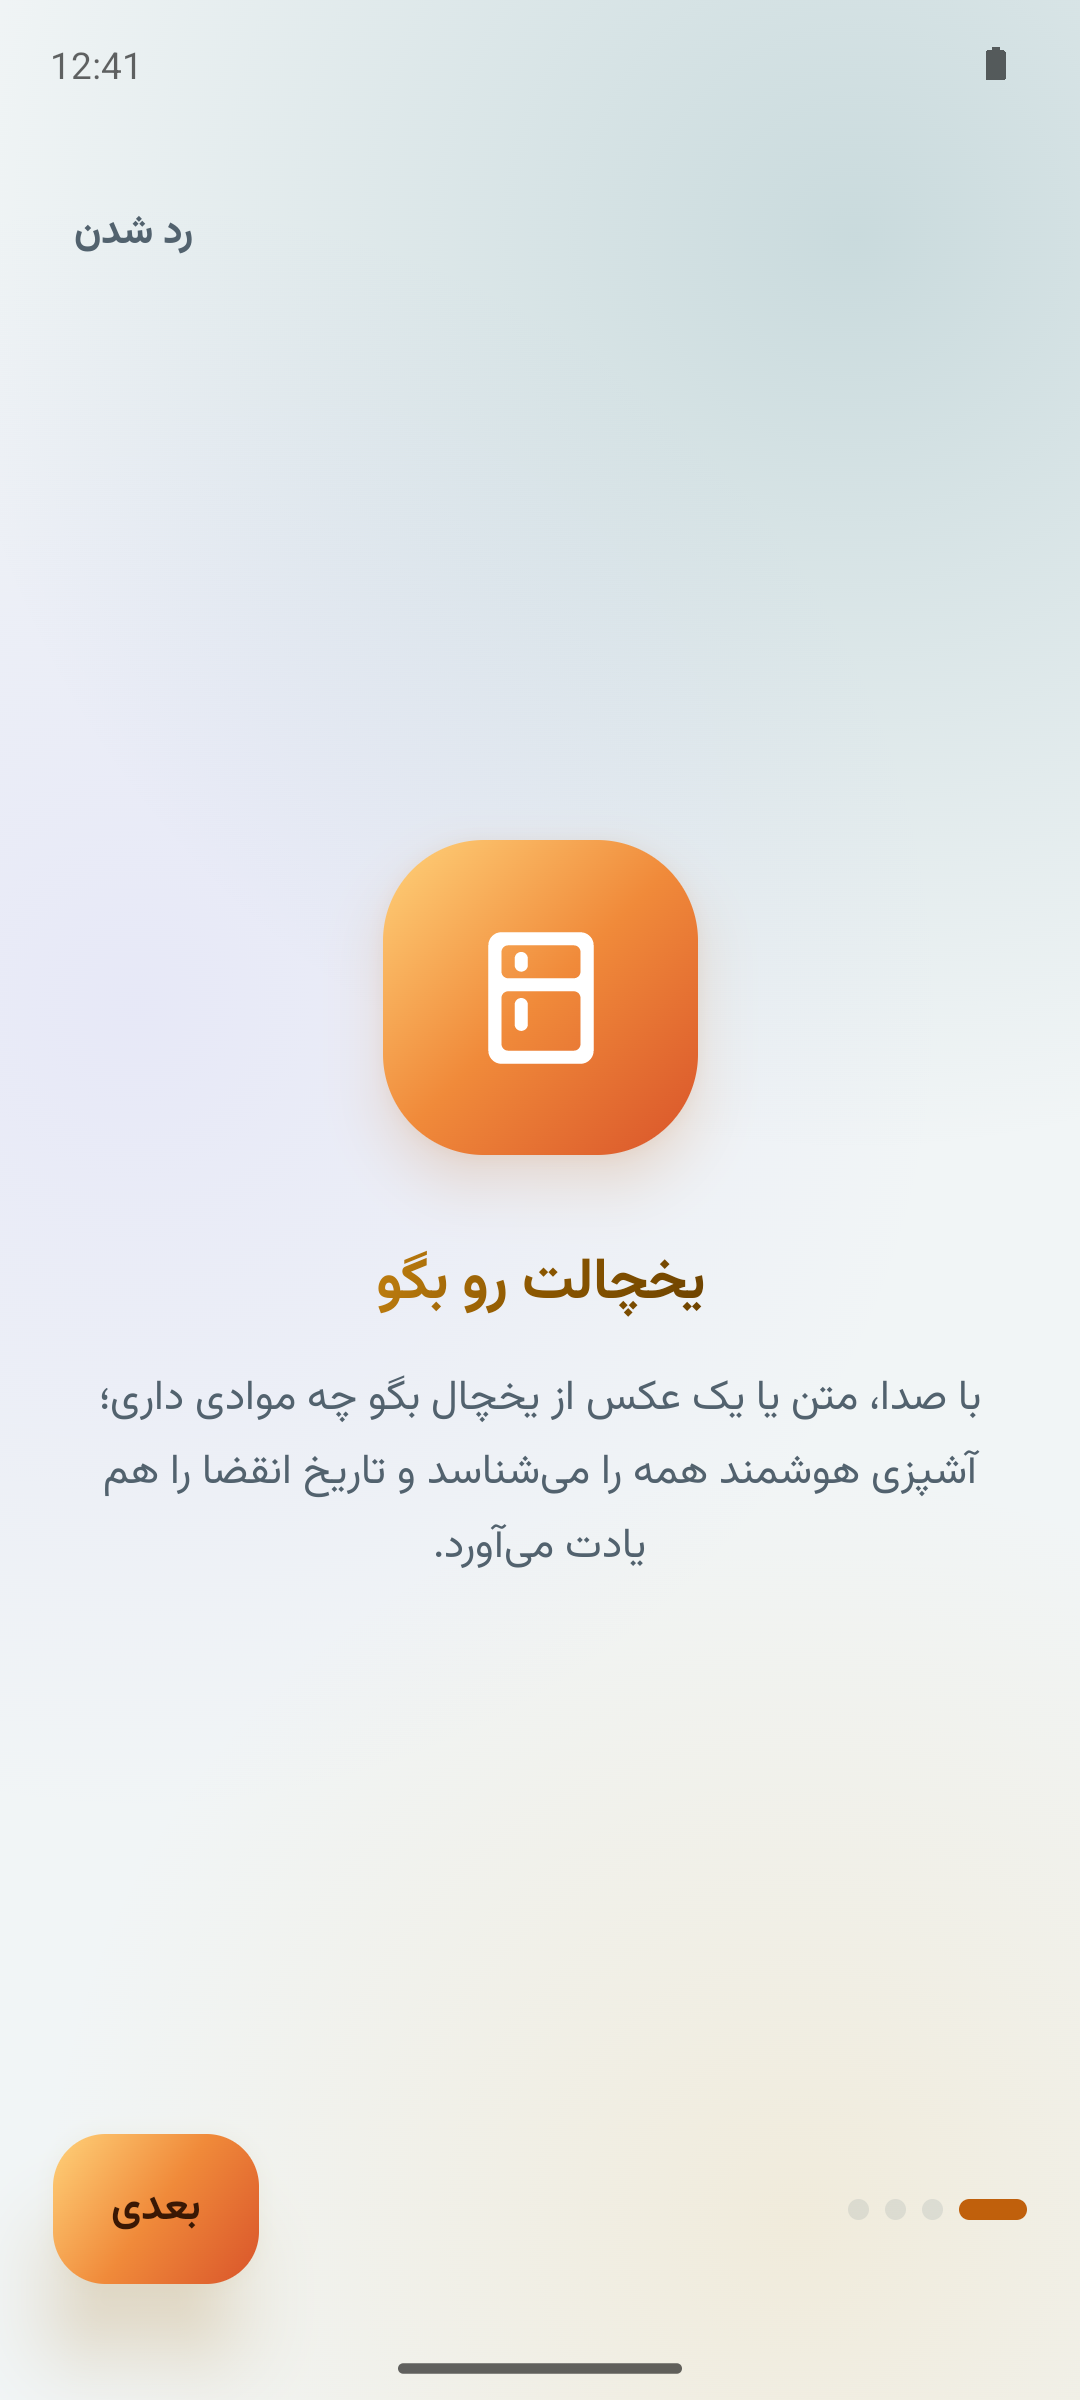 12:41
رد شدن
یخچالت رو بگو
با صدا، متن یا یک عکس از یخچال بگو چه موادی داری؛
آشپزی هوشمند همه را می‌شناسد و تاریخ انقضا را هم
یادت می‌آورد.
بعدی